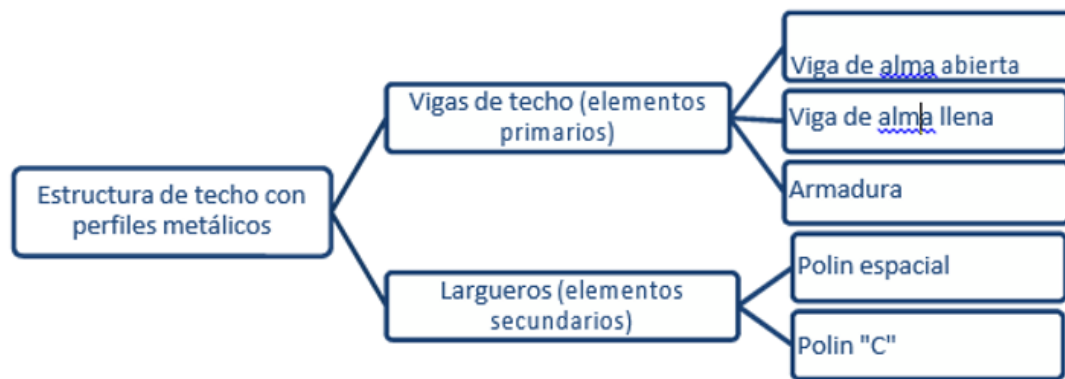 Estructura de techo con
perfiles metálicos
Vigas de techo (elementos
primarios)
Viga de alma abierta
Viga de alma llena
Armadura
Largueros (elementos
secundarios)
Polin espacial
Polin "C"